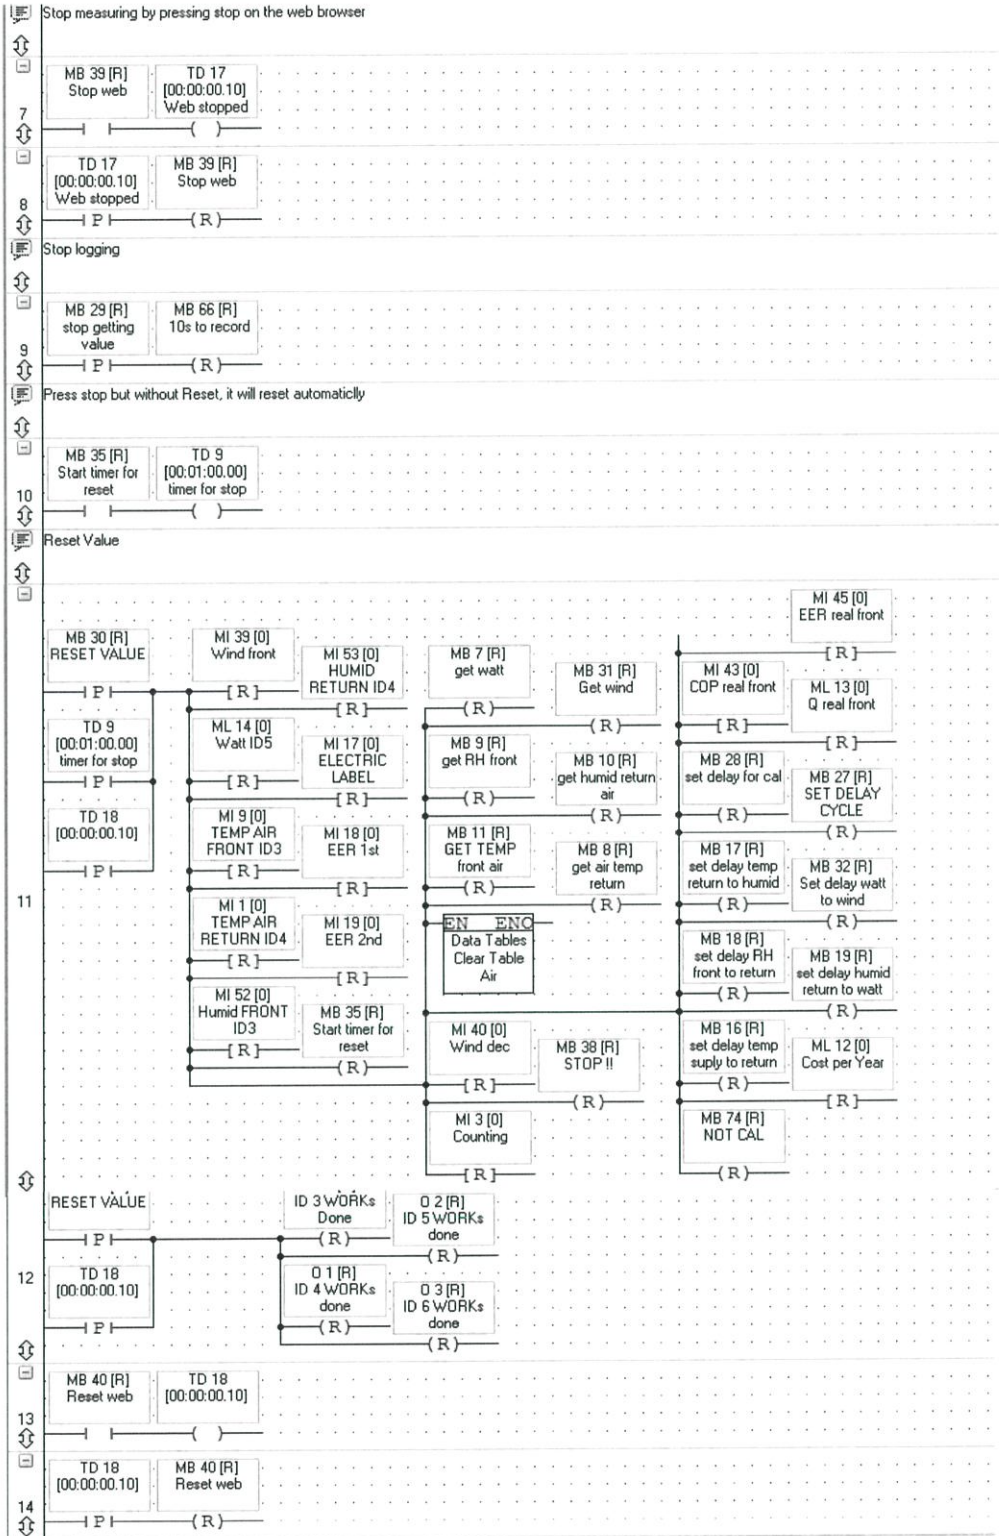 Stop measuring by pressing stop on the web browser
MB 39 [R]
Stop web
TD 17
[00:00:00.10]
Web stopped
7
TD 17
[00:00:00.10]
Web stopped
P
MB 39 [R]
Stop web
(R)
8
Stop logging
MB 29 [R]
stop getting
value
P
MB 66 [R]
10s to record
(R)
9
Press stop but without Reset, it will reset automaticlly
MB 35 [R]
Start timer for
reset
TD 9
[00:01:00.00]
timer for stop
10
Reset Value
MB 30 [R]
RESET VALUE
P
TD 9
[00:01:00.00]
timer for stop
P
TD 18
[00:00:00.10]
P
11
MI 39 [0]
Wind front
[R]
MI 53 [0]
HUMID
RETURN ID4
[R]
ML 14 [0]
Watt ID5
[R]
MI 17 [0]
ELECTRIC
LABEL
[R]
MI 9 [0]
TEMP AIR
FRONT ID3
[R]
MI 18 [0]
EER 1st
[R]
MI 1 [0]
TEMP AIR
RETURN ID4
[R]
MI 19 [0]
EER 2nd
[R]
MI 52 [0]
Humid FRONT
ID3
[R]
MB 35 [R]
Start timer for
reset
(R)
MB 7 [R]
get watt
(R)
MB 31 [R]
Get wind
(R)
MB 9 [R]
get RH front
(R)
MB 10 [R]
get humid return
air
(R)
MB 11 [R]
GET TEMP
front air
(R)
MB 8 [R]
get air temp
return
(R)
EN ENO
Data Tables
Clear Table
Air
MI 40 [0]
Wind dec
[R]
MB 38 [R]
STOP !!
(R)
MI 3 [0]
Counting
[R]
MI 45 [0]
EER real front
[R]
MI 43 [0]
COP real front
[R]
ML 13 [0]
Q real front
[R]
MB 28 [R]
set delay for cal
(R)
MB 27 [R]
SET DELAY
CYCLE
(R)
MB 17 [R]
set delay temp
return to humid
(R)
MB 32 [R]
Set delay watt
to wind
(R)
MB 18 [R]
set delay RH
front to return
(R)
MB 19 [R]
set delay humid
return to watt
(R)
MB 16 [R]
set delay temp
suply to return
(R)
ML 12 [0]
Cost per Year
[R]
MB 74 [R]
NOT CAL
(R)
RESET VALUE
P
TD 18
[00:00:00.10]
P
12
ID 3 WORKs
Done
(R)
O 2 [R]
ID 5 WORKs
done
(R)
O 1 [R]
ID 4 WORKs
done
(R)
O 3 [R]
ID 6 WORKs
done
(R)
MB 40 [R]
Reset web
TD 18
[00:00:00.10]
13
TD 18
[00:00:00.10]
P
MB 40 [R]
Reset web
(R)
14